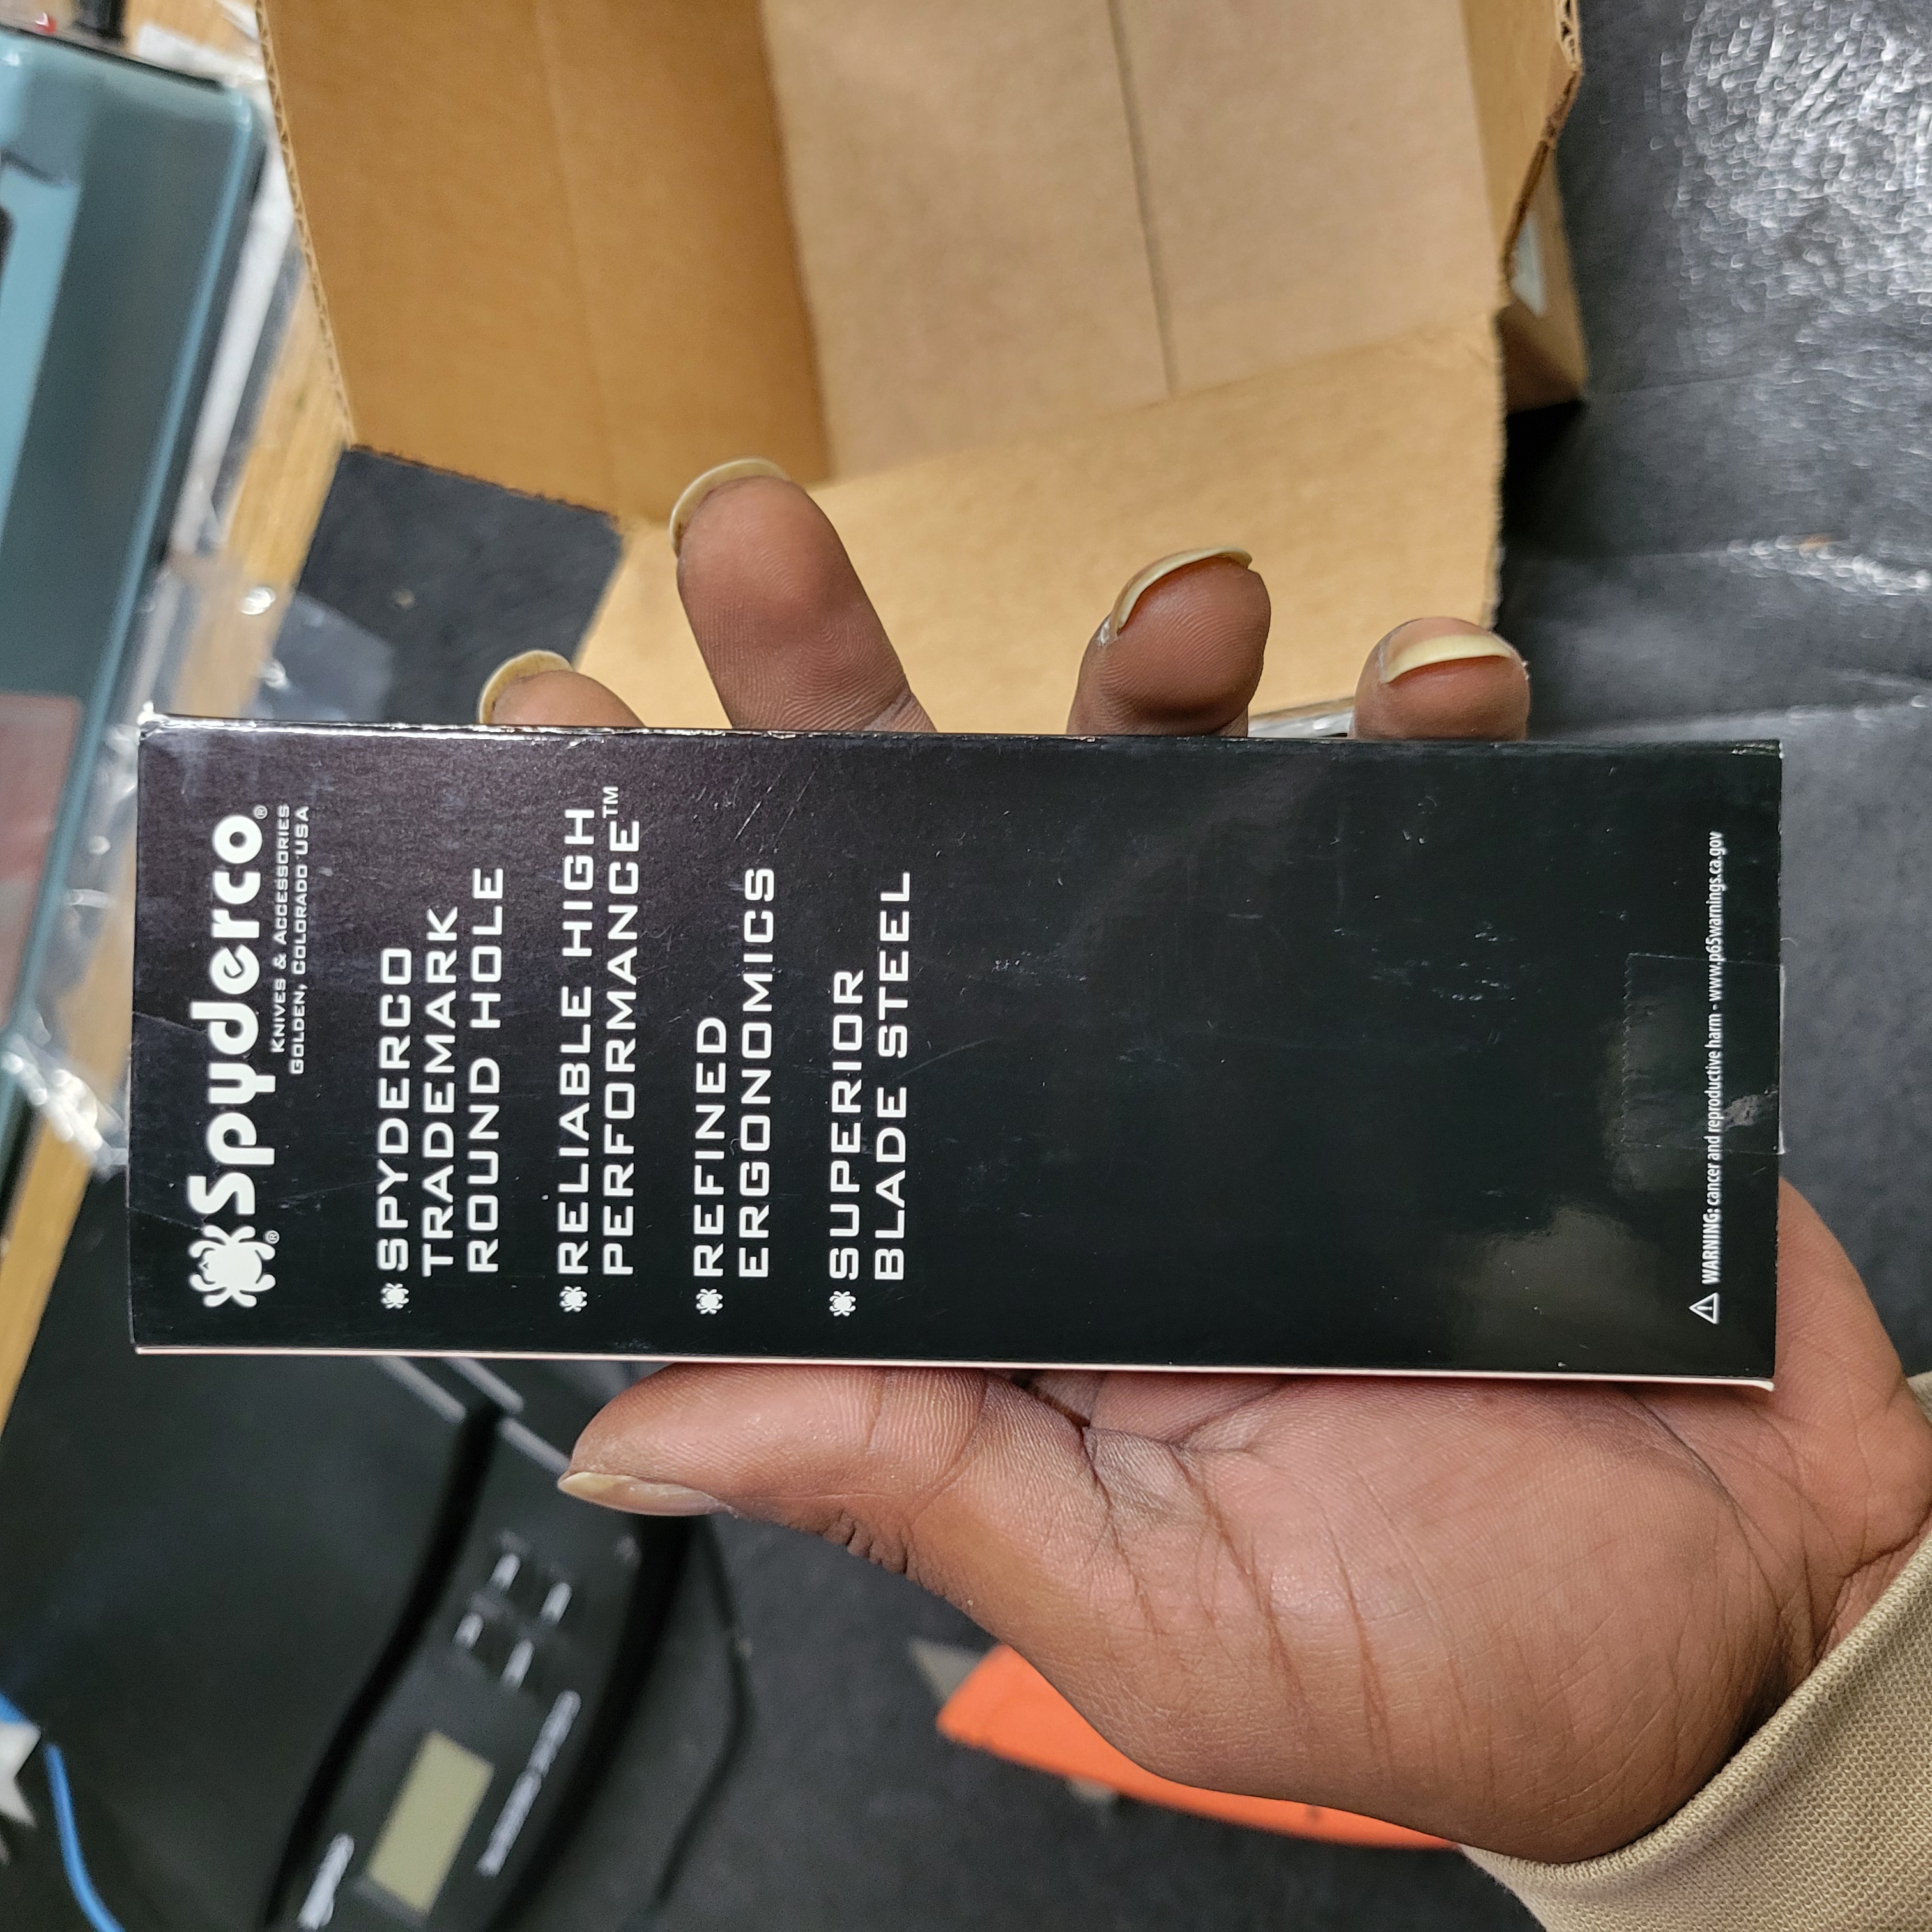 Spyderco®
KNIVES & ACCESSORIES
GOLDEN, COLORADO USA
SPYDERCO
TRADEMARK
ROUND HOLE
RELIABLE HIGH
PERFORMANCE™
REFINED
ERGONOMICS
SUPERIOR
BLADE STEEL
⚠ WARNING: cancer and reproductive harm - www.p65warnings.ca.gov